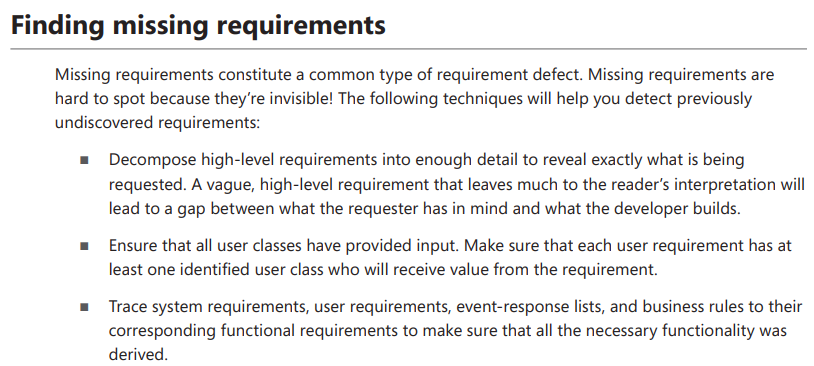 Finding missing requirements
Missing requirements constitute a common type of requirement defect. Missing requirements are
hard to spot because they’re invisible! The following techniques will help you detect previously
undiscovered requirements:
■ Decompose high-level requirements into enough detail to reveal exactly what is being
requested. A vague, high-level requirement that leaves much to the reader’s interpretation will
lead to a gap between what the requester has in mind and what the developer builds.
■ Ensure that all user classes have provided input. Make sure that each user requirement has at
least one identified user class who will receive value from the requirement.
■ Trace system requirements, user requirements, event-response lists, and business rules to their
corresponding functional requirements to make sure that all the necessary functionality was
derived.